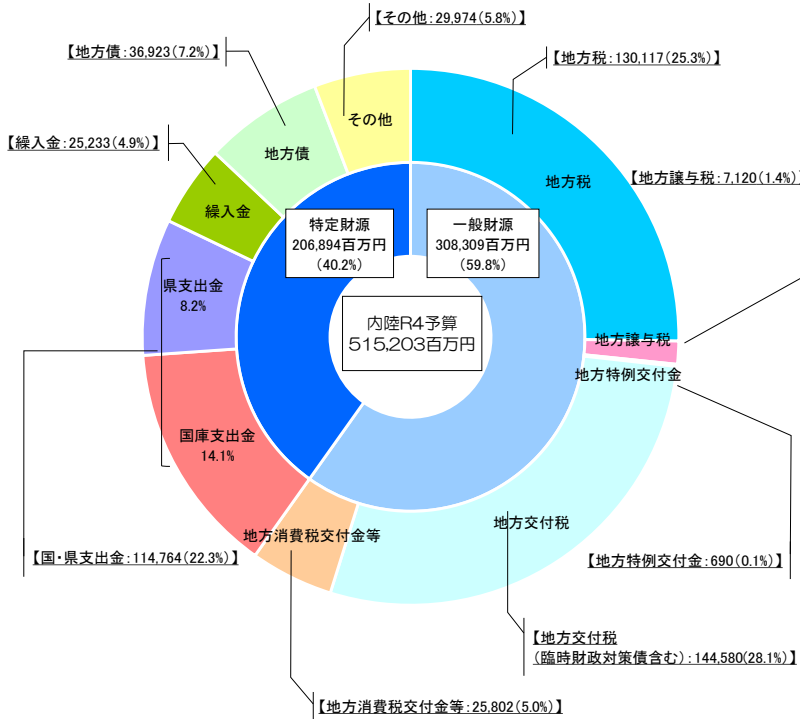 【その他：29,974(5.8%)】
【地方債：36,923(7.2%)】
【地方税：130,117(25.3%)】
【繰入金：25,233(4.9%)】
その他
地方債
地方税
【地方譲与税：7,120(1.4%)
繰入金
特定財源
206,894百万円
(40.2%)
一般財源
308,309百万円
(59.8%)
県支出金
8.2%
内陸R4予算
515,203百万円
地方譲与税
地方特例交付金
国庫支出金
14.1%
地方交付税
地方消費税交付金等
【国・県支出金：114,764(22.3%)】
【地方特例交付金：690(0.1%)】
【地方交付税
(臨時財政対策債含む)：144,580(28.1%)】
【地方消費税交付金等：25,802(5.0%)】